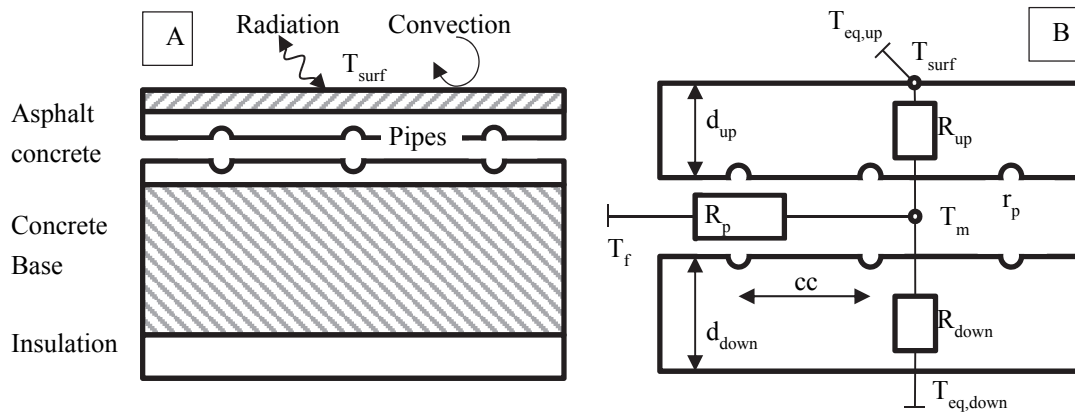 A
Radiation
Convection
T_surf
Asphalt
concrete
Pipes
Concrete
Base
Insulation
B
T_eq,up
T_surf
d_up
R_up
r_p
R_p
T_m
T_f
cc
d_down
R_down
T_eq,down